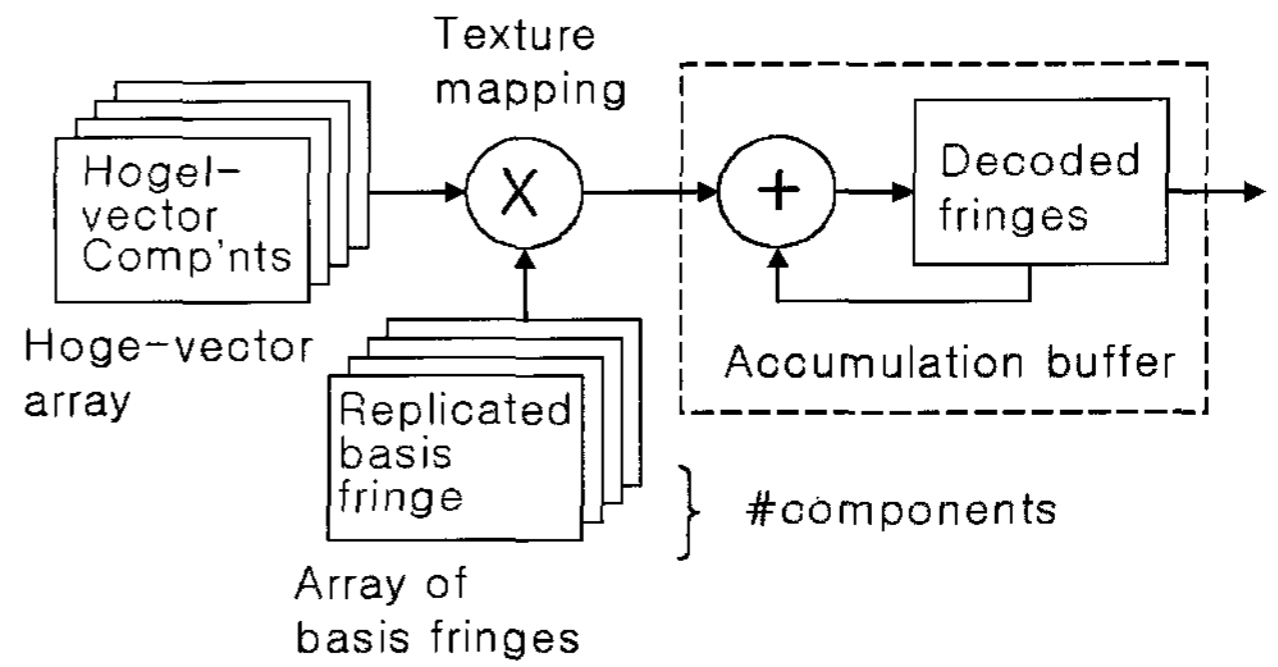 Texture
mapping
Hogel-
vector
Comp'nts
X
+
Decoded
fringes
Hoge-vector
array
Accumulation buffer
Replicated
basis
fringe
#components
Array of
basis fringes